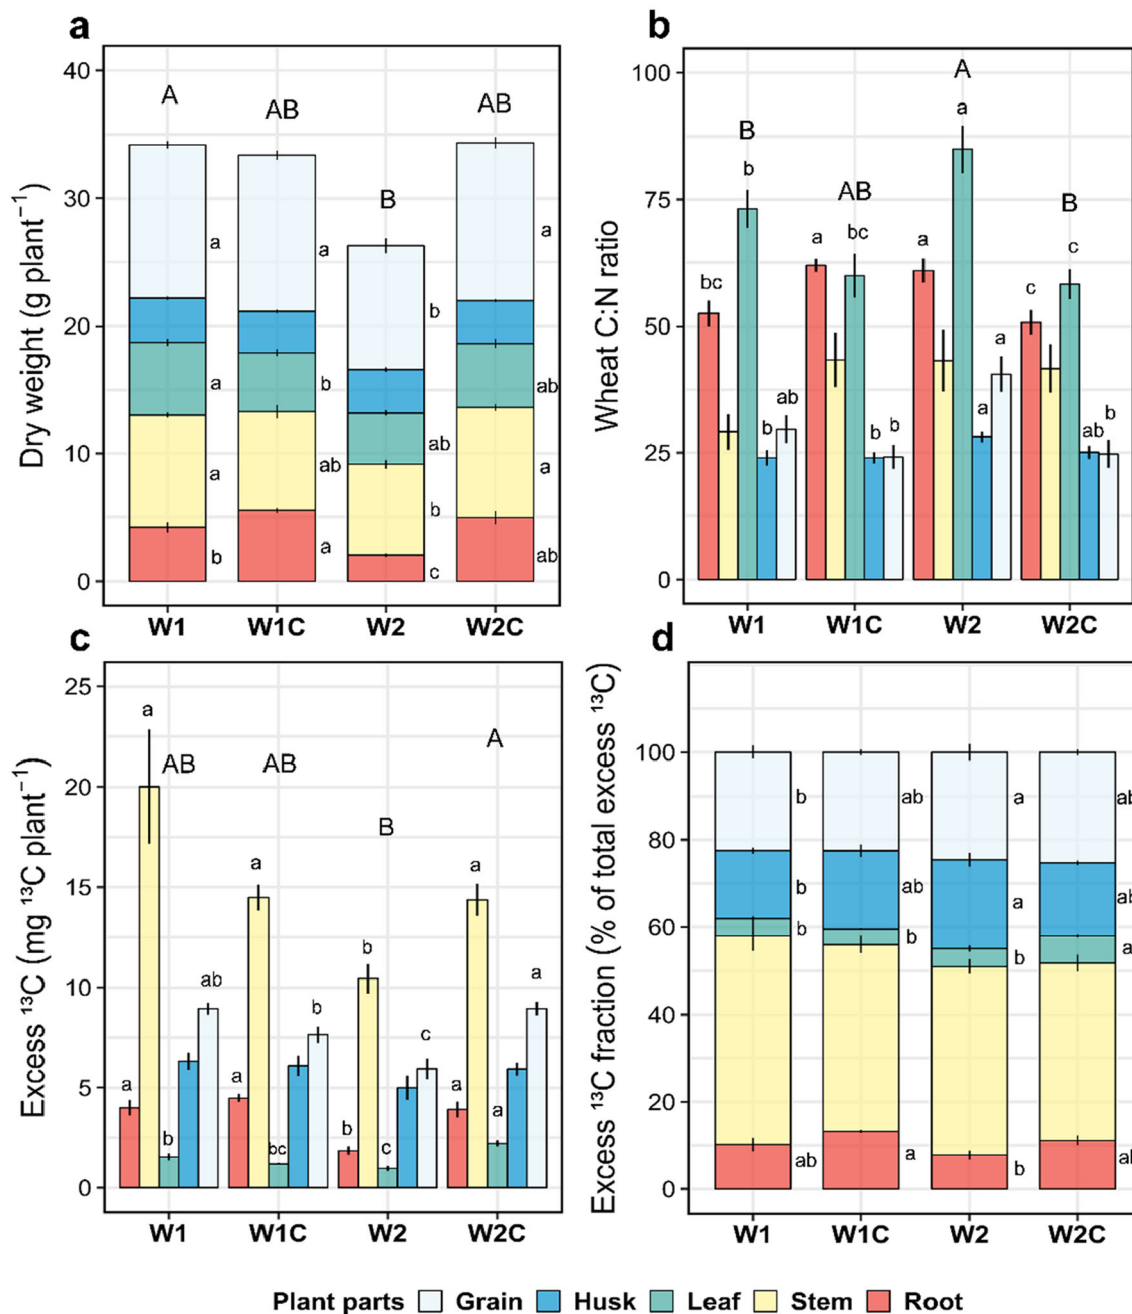 a
Dry weight (g plant⁻¹)
40
30
20
10
0
A
AB
B
AB
a
a
b
a
a
b
ab
ab
a
ab
b
a
b
a
c
ab
W1 W1C W2 W2C
b
Wheat C:N ratio
100
75
50
25
0
B
AB
A
B
bc
b
b
ab
a
bc
b
b
a
a
a
a
c
c
ab
b
W1 W1C W2 W2C
c
Excess ¹³C (mg ¹³C plant⁻¹)
25
20
15
10
5
0
AB
AB
B
A
a
a
b
ab
a
a
bc
b
b
b
c
c
a
a
a
a
W1 W1C W2 W2C
d
Excess ¹³C fraction (% of total excess ¹³C)
100
80
60
40
20
0
b
ab
a
ab
b
ab
a
ab
b
b
b
a
ab
a
b
ab
W1 W1C W2 W2C
Plant parts Grain Husk Leaf Stem Root